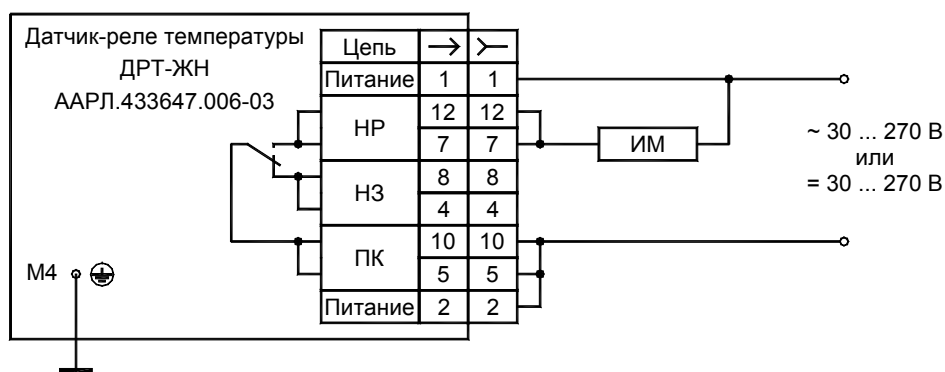 Датчик-реле температуры
ДРТ-ЖН
ААРЛ.433647.006-03
Цепь
Питание 1 1
НР
12 12
7 7
НЗ
8 8
4 4
ПК
10 10
5 5
Питание 2 2
ИМ
~ 30 ... 270 В
или
= 30 ... 270 В
М4